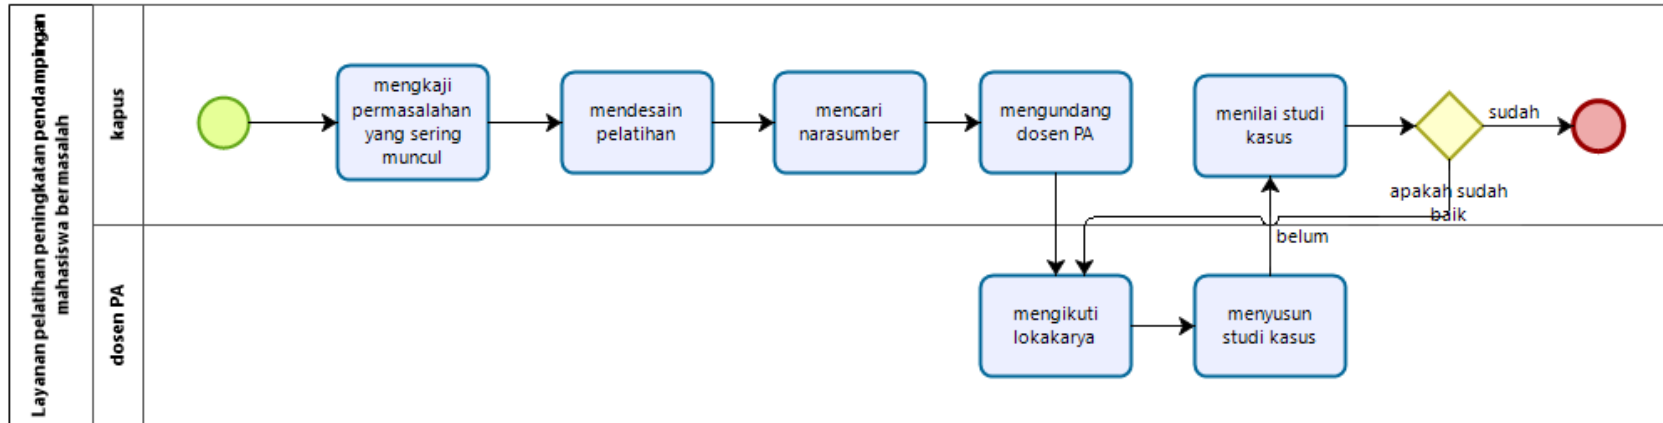 Layanan pelatihan peningkatan pendampingan
mahasiswa bermasalah
kapus
mengkaji
permasalahan
yang sering
muncul
mendesain
pelatihan
mencari
narasumber
mengundang
dosen PA
menilai studi
kasus
sudah
apakah sudah
baik
belum
dosen PA
mengikuti
lokakarya
menyusun
studi kasus